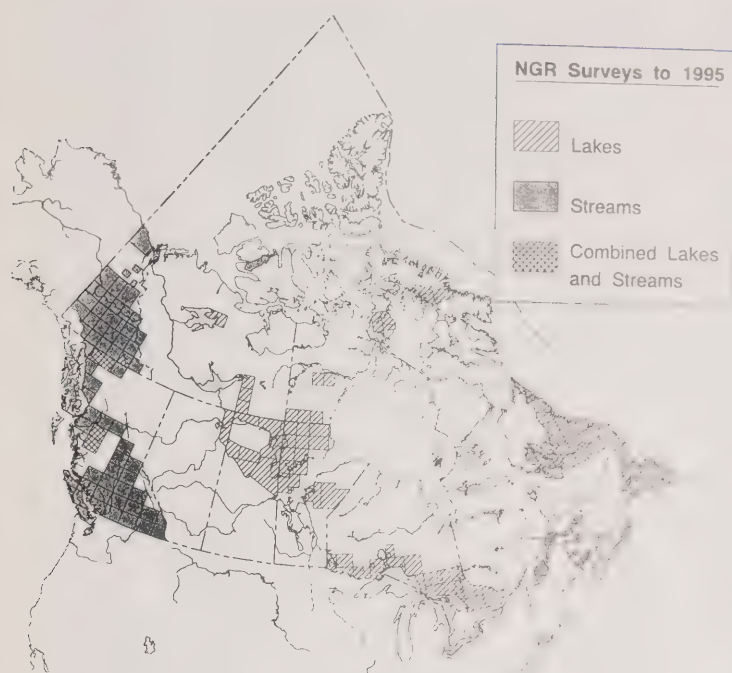 NGR Surveys to 1995
Lakes
Streams
Combined Lakes
and Streams